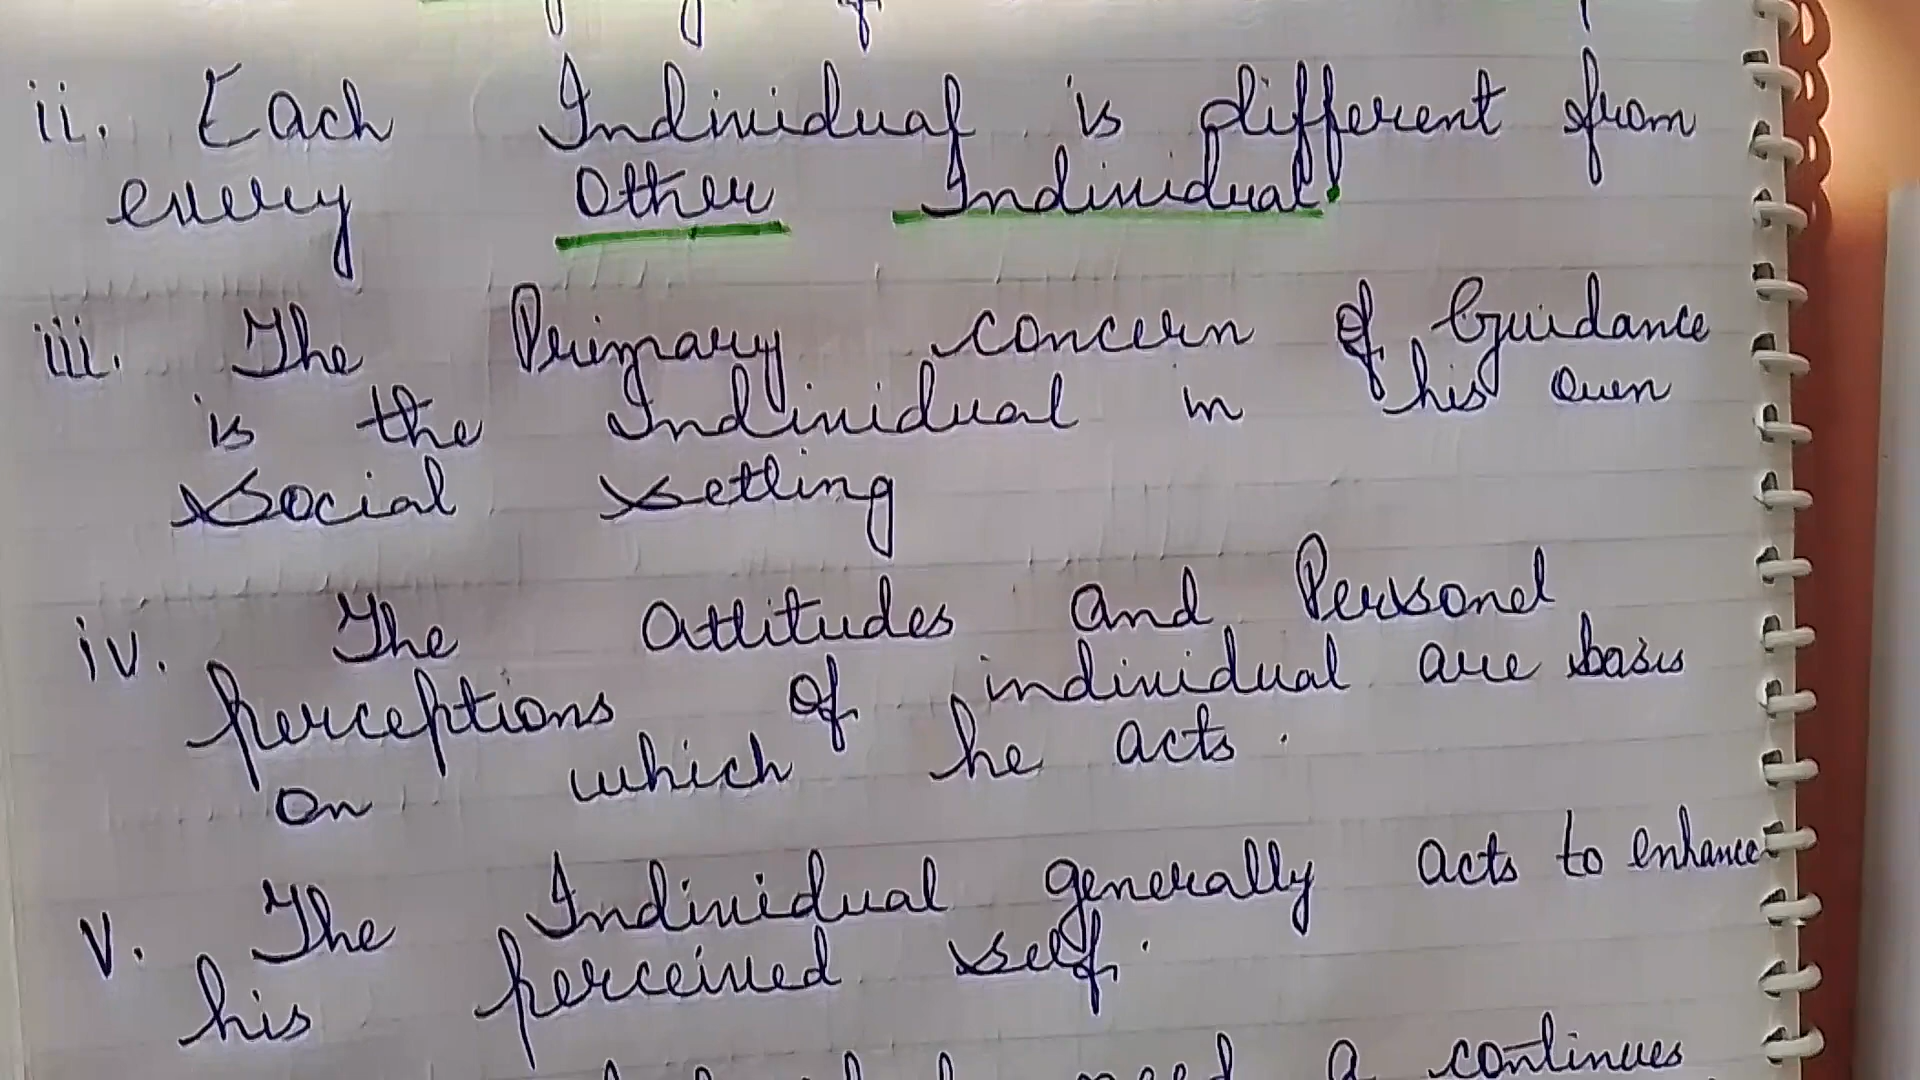 ii. Each Individual is different from
every Other Individual.
iii. The Primary concern of Guidance
is the Individual in his own
Social setting
iv. The attitudes and Personal
perceptions of individual are basis
on which he acts.
v. The Individual generally acts to enhance
his perceived self.
need a continues